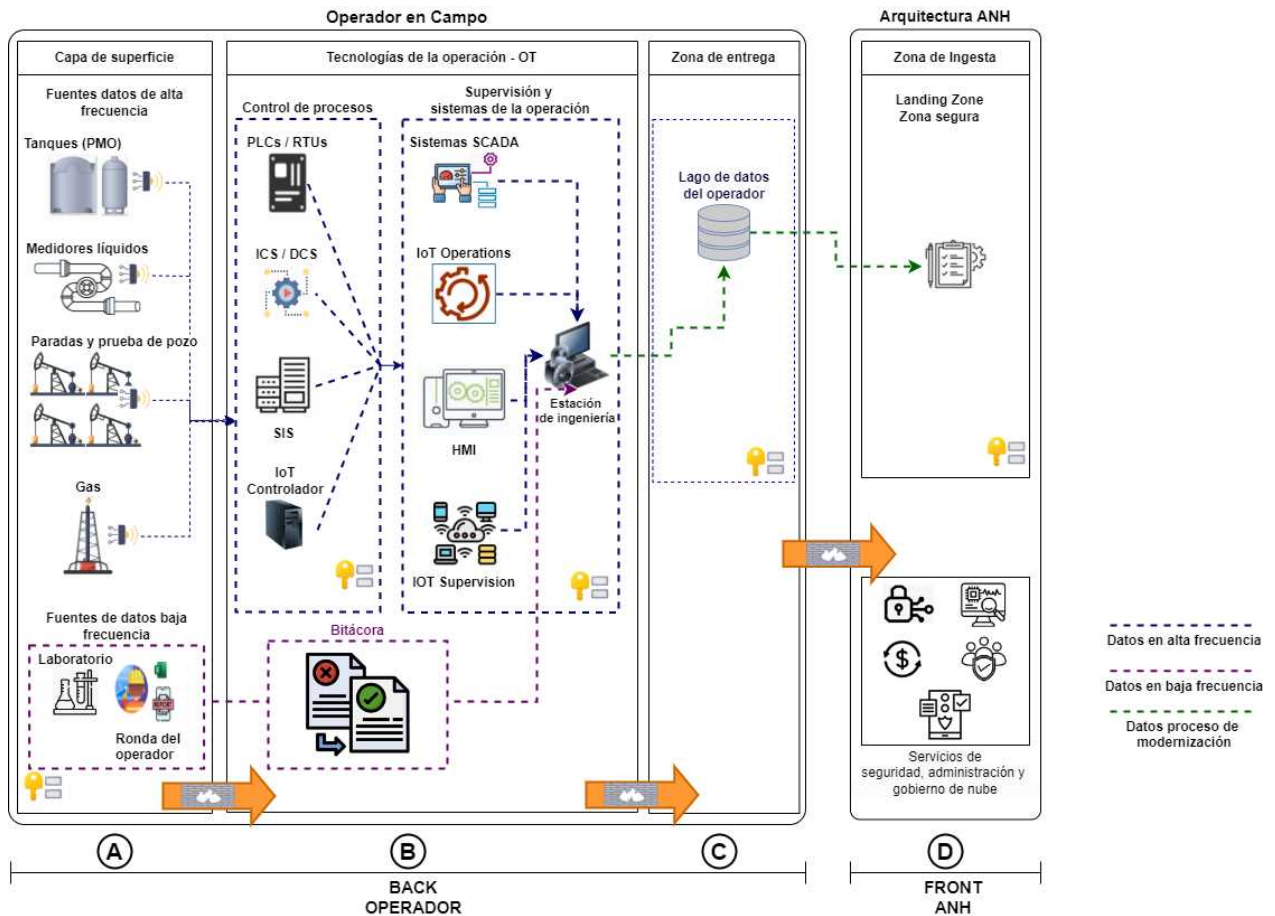 Operador en Campo
Arquitectura ANH
Capa de superficie
Tecnologías de la operación - OT
Zona de entrega
Zona de Ingesta
Fuentes datos de alta
frecuencia
Tanques (PMO)
Medidores líquidos
Paradas y prueba de pozo
Gas
Fuentes de datos baja
frecuencia
Laboratorio
REPORT
Ronda del
operador
Control de procesos
PLCs / RTUs
ICS / DCS
SIS
IoT
Controlador
Supervisión y
sistemas de la operación
Sistemas SCADA
IoT Operations
HMI
IOT Supervision
Estación
de ingeniería
Bitácora
Lago de datos
del operador
Landing Zone
Zona segura
Servicios de
seguridad, administración y
gobierno de nube
Datos en alta frecuencia
Datos en baja frecuencia
Datos proceso de
modernización
A
B
C
D
BACK
OPERADOR
FRONT
ANH